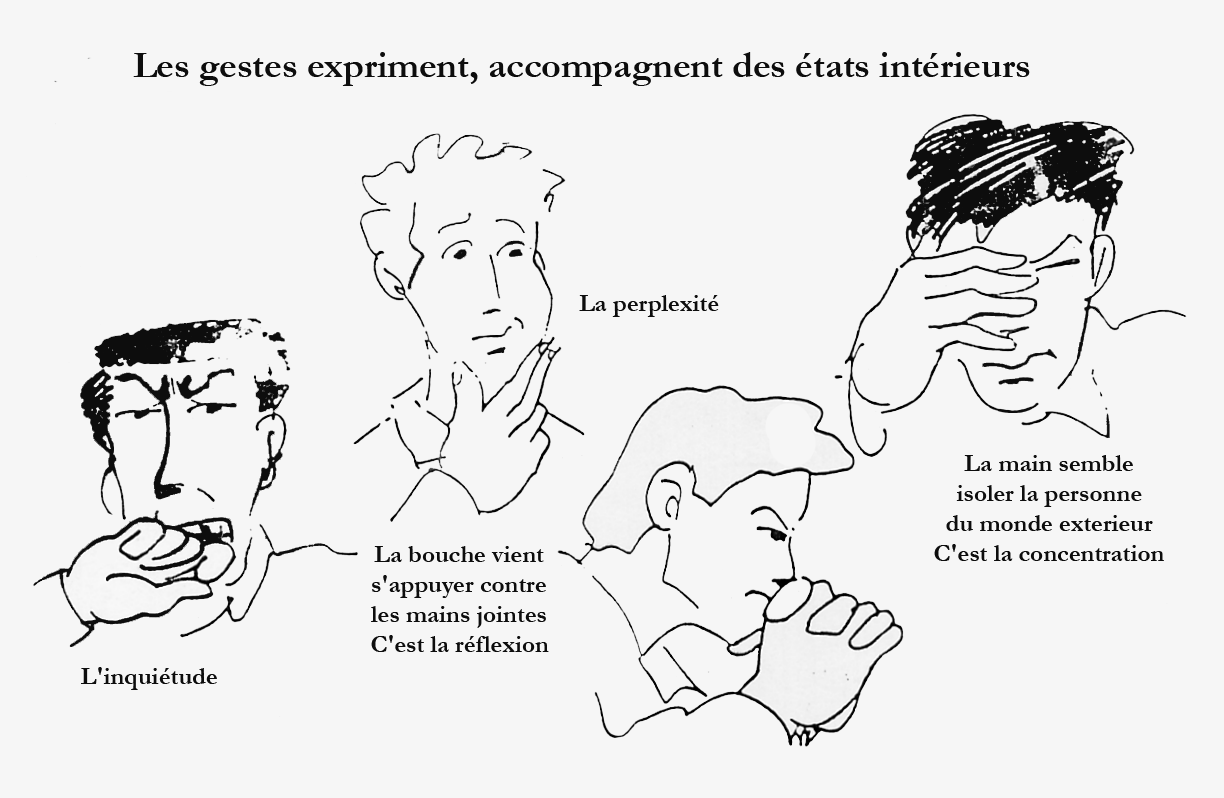 Les gestes expriment, accompagnent des états intérieurs
La perplexité
La main semble
isoler la personne
du monde exterieur
C'est la concentration
La bouche vient
s'appuyer contre
les mains jointes
C'est la réflexion
L'inquiétude